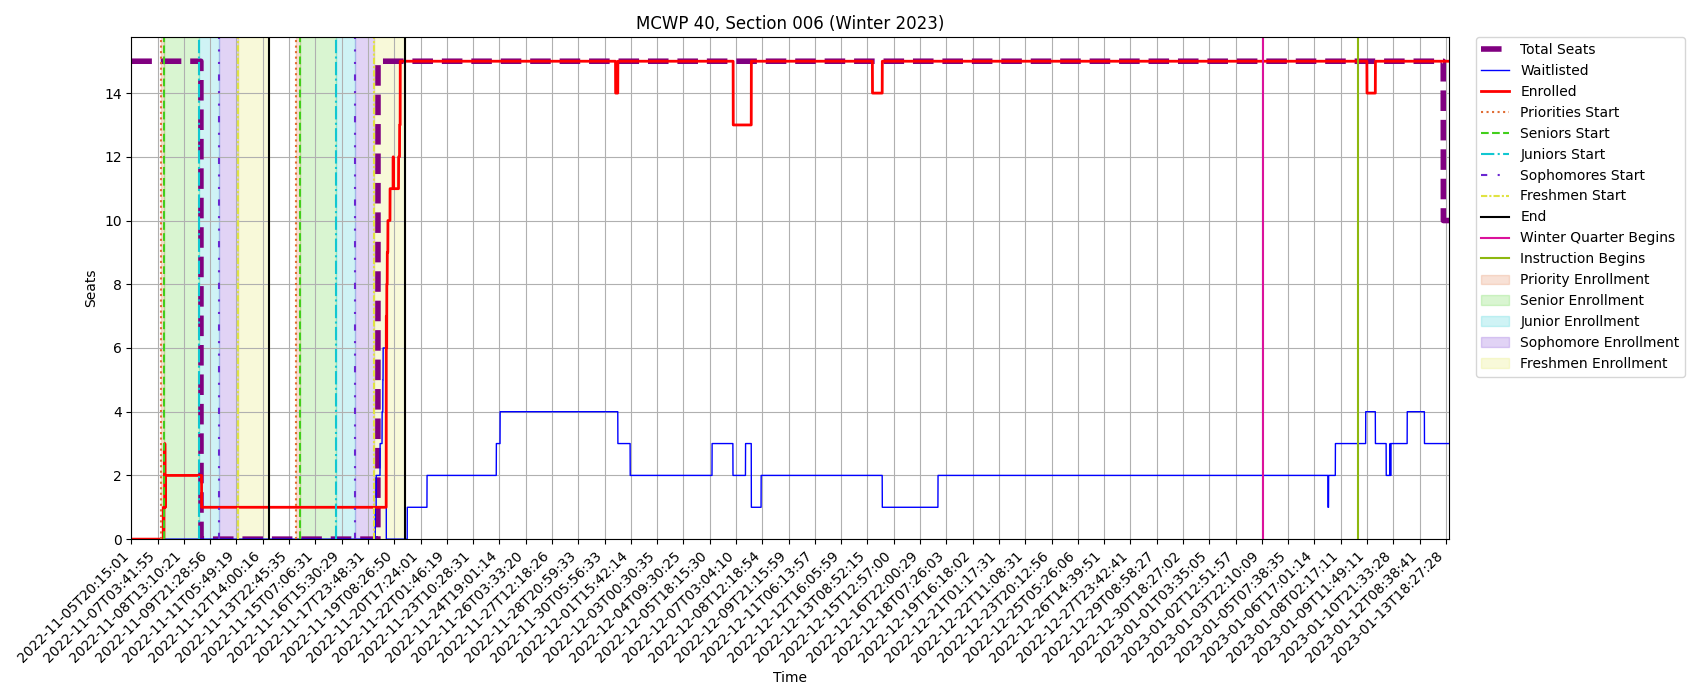 MCWP 40, Section 006 (Winter 2023)
Seats
14
12
10
8
6
4
2
0
2022-11-05T20:15:01
2022-11-07T03:41:55
2022-11-08T13:10:21
2022-11-09T21:28:56
2022-11-11T05:49:19
2022-11-12T14:00:16
2022-11-13T22:45:35
2022-11-15T07:06:31
2022-11-16T15:30:29
2022-11-17T23:48:31
2022-11-19T08:26:50
2022-11-20T17:24:01
2022-11-22T01:46:19
2022-11-23T10:28:31
2022-11-24T19:01:14
2022-11-26T03:33:20
2022-11-27T12:18:26
2022-11-28T20:59:33
2022-11-30T05:56:33
2022-12-01T15:42:14
2022-12-03T00:30:35
2022-12-04T09:30:25
2022-12-05T18:15:30
2022-12-07T03:04:10
2022-12-08T12:18:54
2022-12-09T21:15:59
2022-12-11T06:13:57
2022-12-12T16:05:59
2022-12-13T08:52:15
2022-12-15T12:57:00
2022-12-16T22:00:29
2022-12-18T07:26:03
2022-12-19T16:18:02
2022-12-21T01:17:31
2022-12-22T11:08:31
2022-12-23T20:12:56
2022-12-25T05:26:06
2022-12-26T14:39:51
2022-12-27T23:42:41
2022-12-29T08:58:27
2022-12-30T18:27:02
2023-01-01T03:35:05
2023-01-02T12:51:57
2023-01-03T22:10:09
2023-01-05T07:38:35
2023-01-06T17:01:14
2023-01-08T02:17:11
2023-01-09T11:49:11
2023-01-10T21:33:28
2023-01-12T08:38:41
2023-01-13T18:27:28
Time
Total Seats
Waitlisted
Enrolled
Priorities Start
Seniors Start
Juniors Start
Sophomores Start
Freshmen Start
End
Winter Quarter Begins
Instruction Begins
Priority Enrollment
Senior Enrollment
Junior Enrollment
Sophomore Enrollment
Freshmen Enrollment